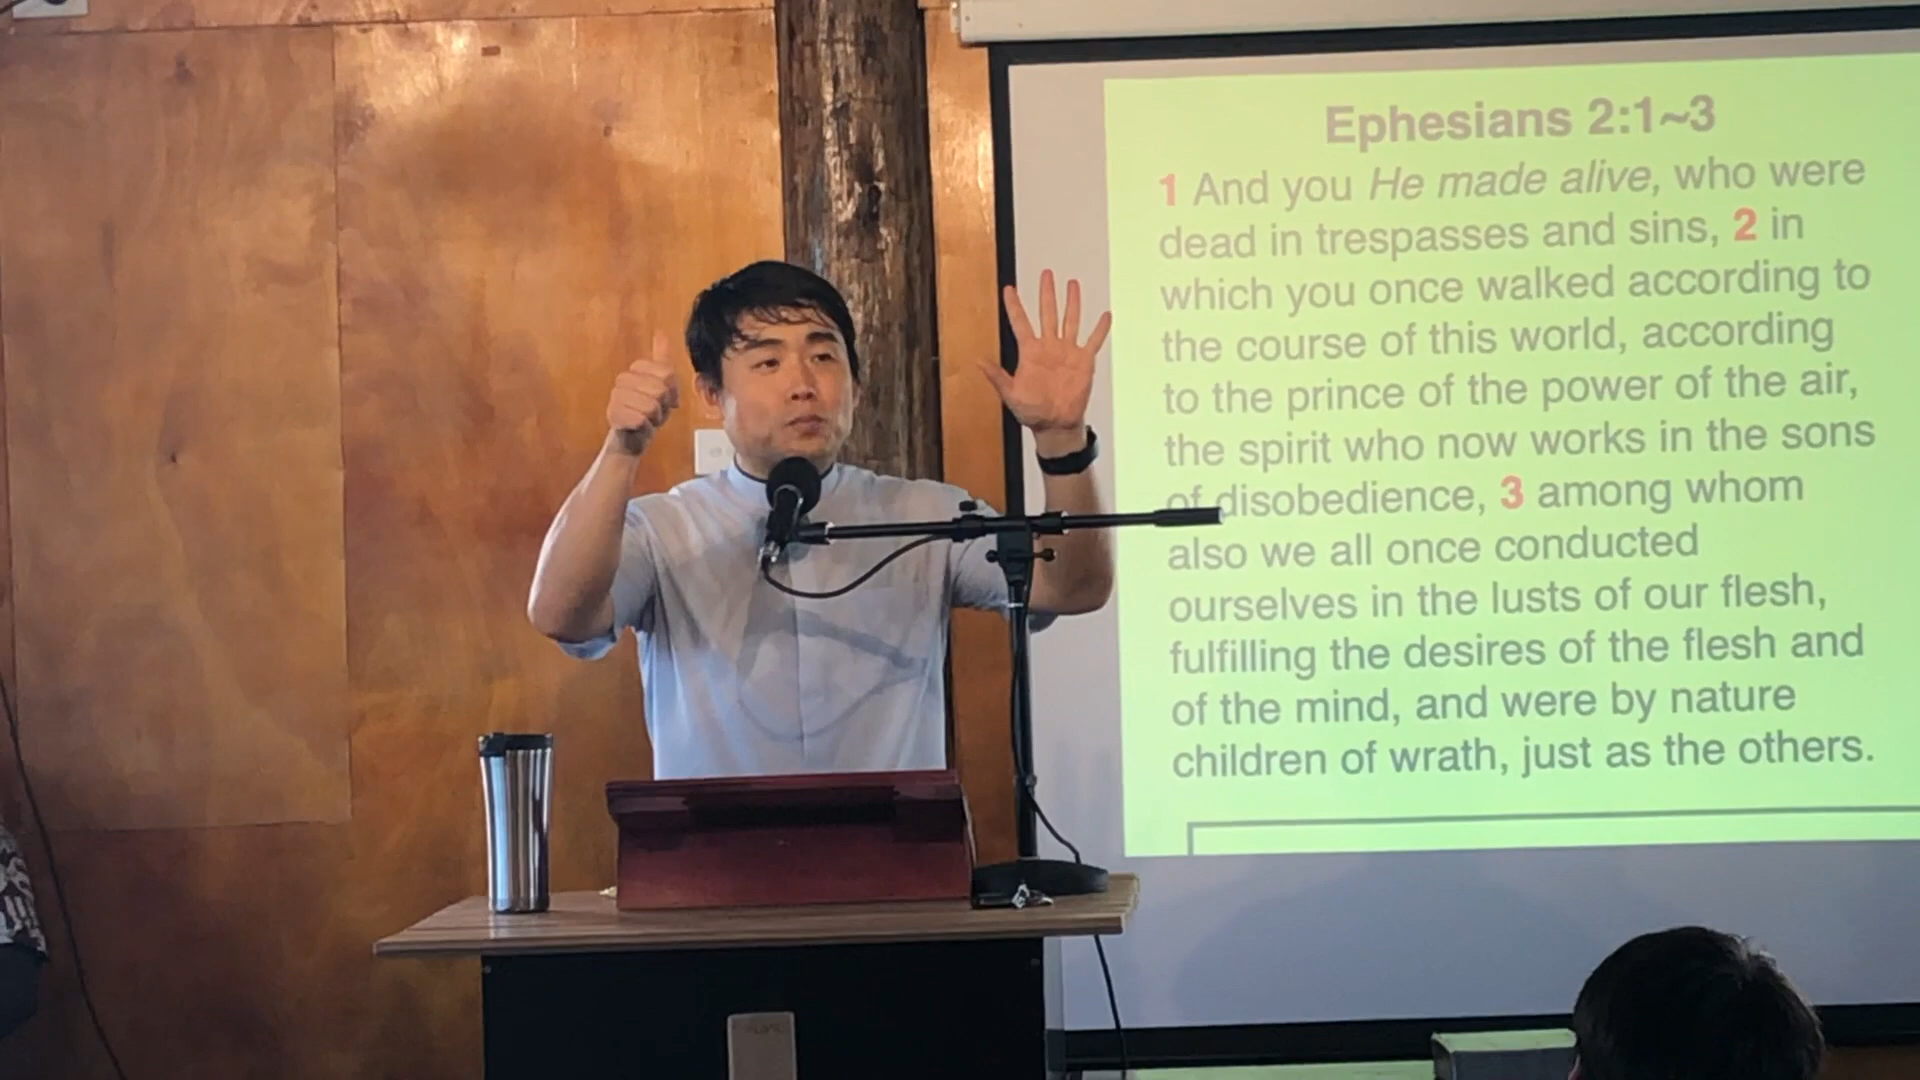 Ephesians 2:1~3
1 And you He made alive, who were
dead in trespasses and sins, 2 in
which you once walked according to
the course of this world, according
to the prince of the power of the air,
the spirit who now works in the sons
of disobedience, 3 among whom
also we all once conducted
ourselves in the lusts of our flesh,
fulfilling the desires of the flesh and
of the mind, and were by nature
children of wrath, just as the others.